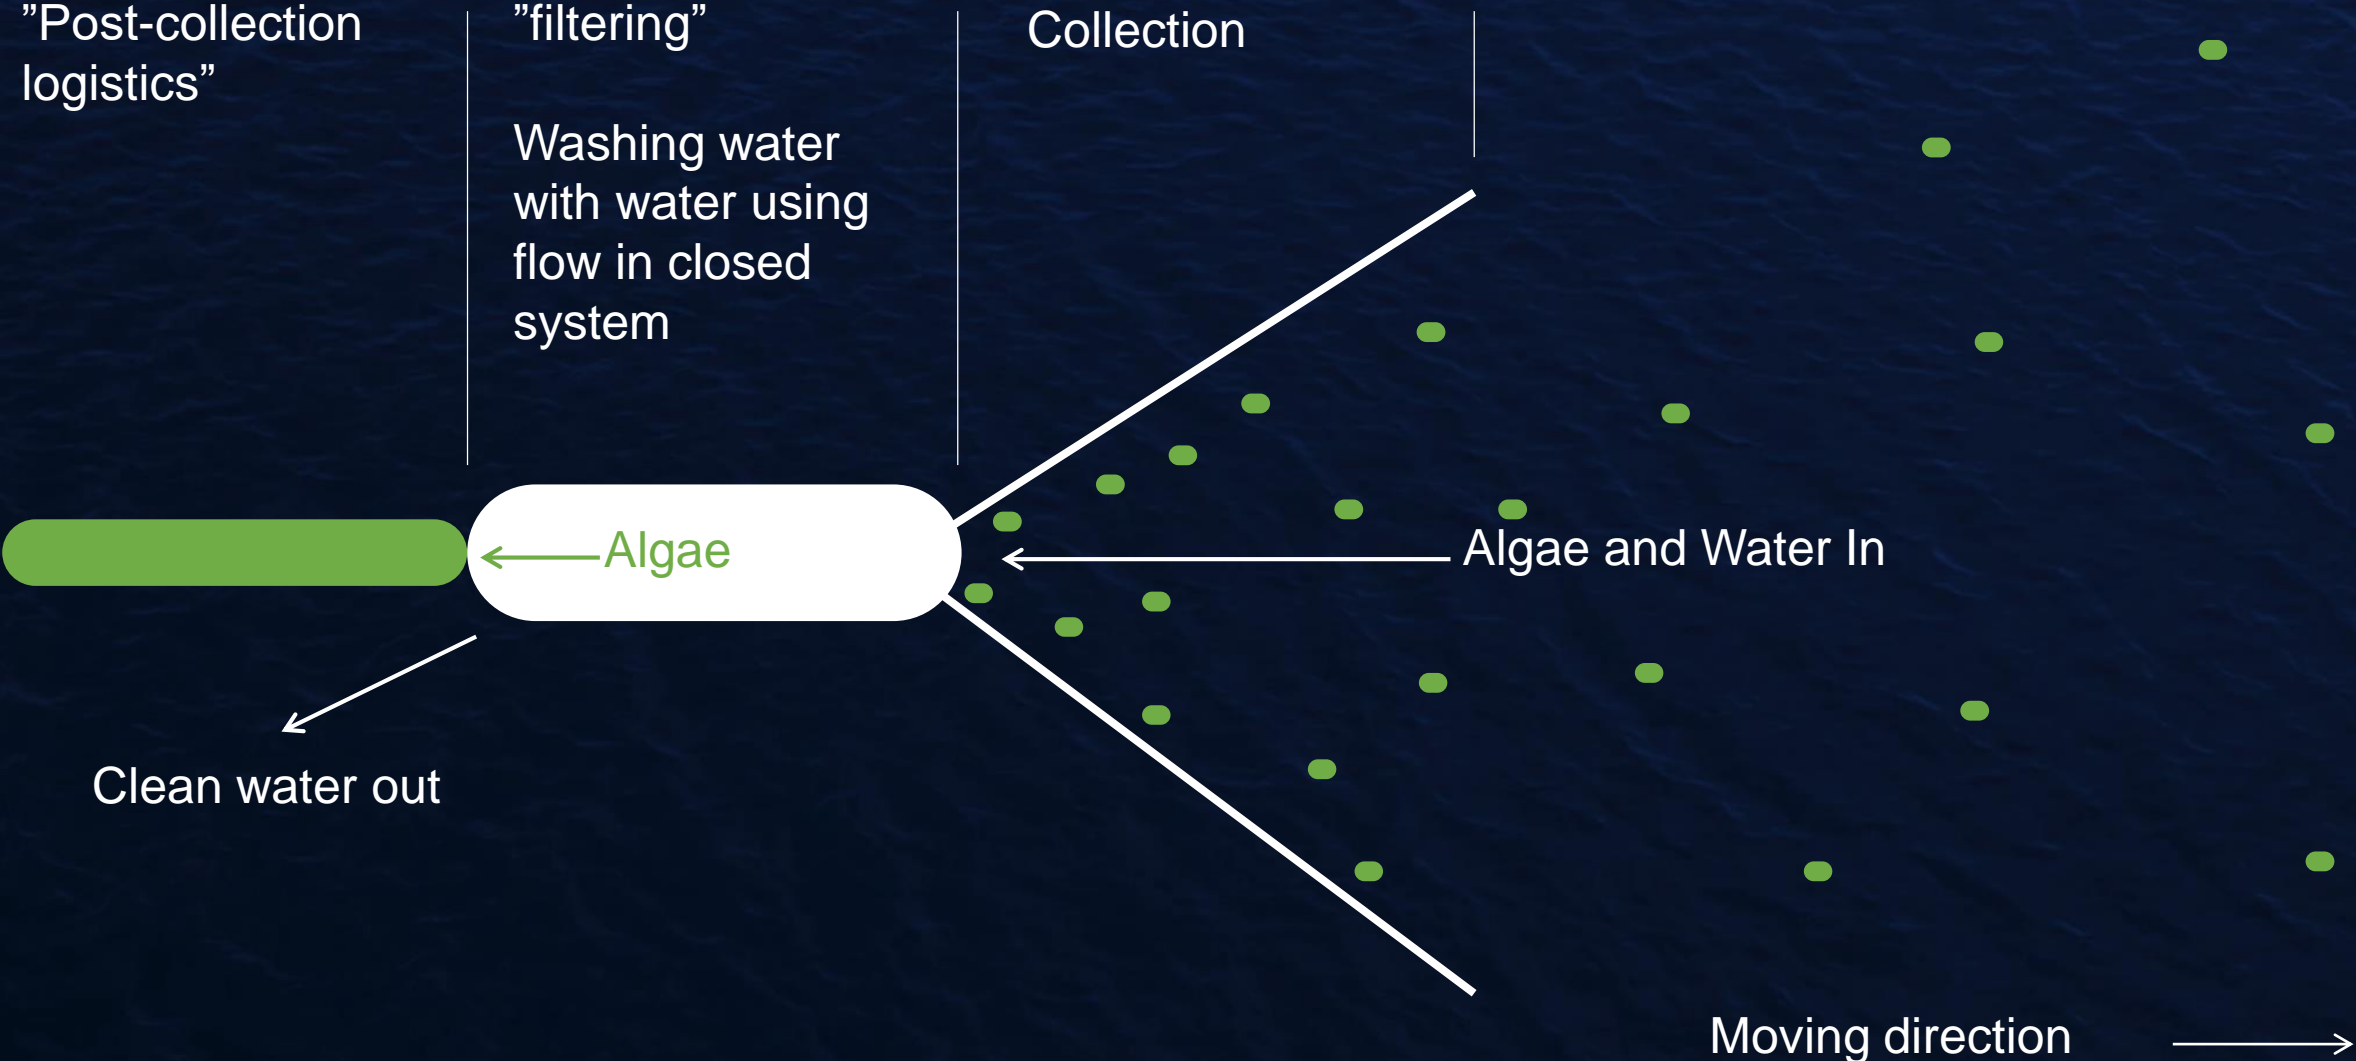 ”Post-collection
logistics”
”filtering”
Washing water
with water using
flow in closed
system
Collection
Algae
Algae and Water In
Clean water out
Moving direction